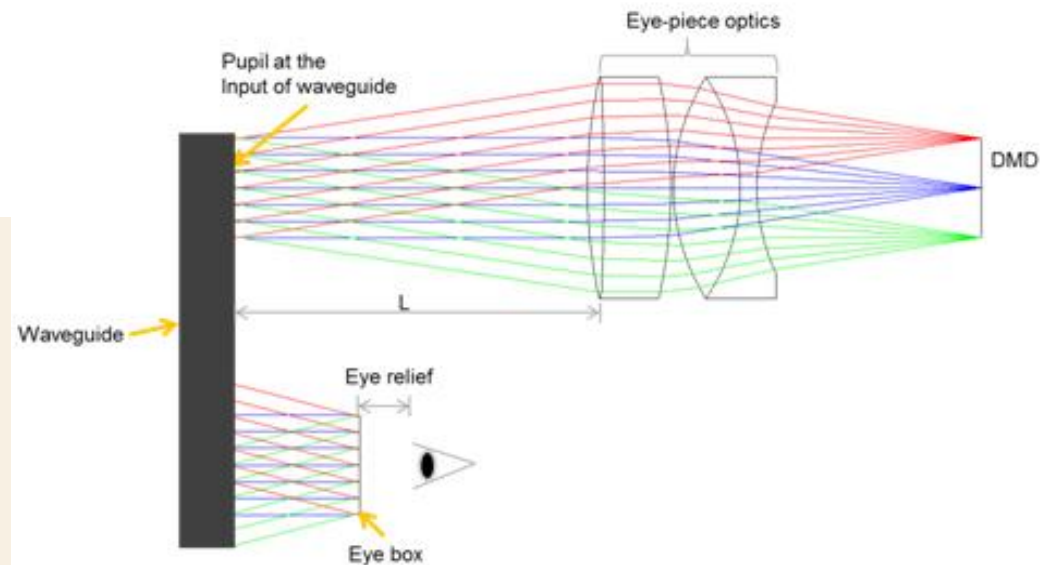 Eye-piece optics
Pupil at the
Input of waveguide
DMD
L
Waveguide
Eye relief
Eye box